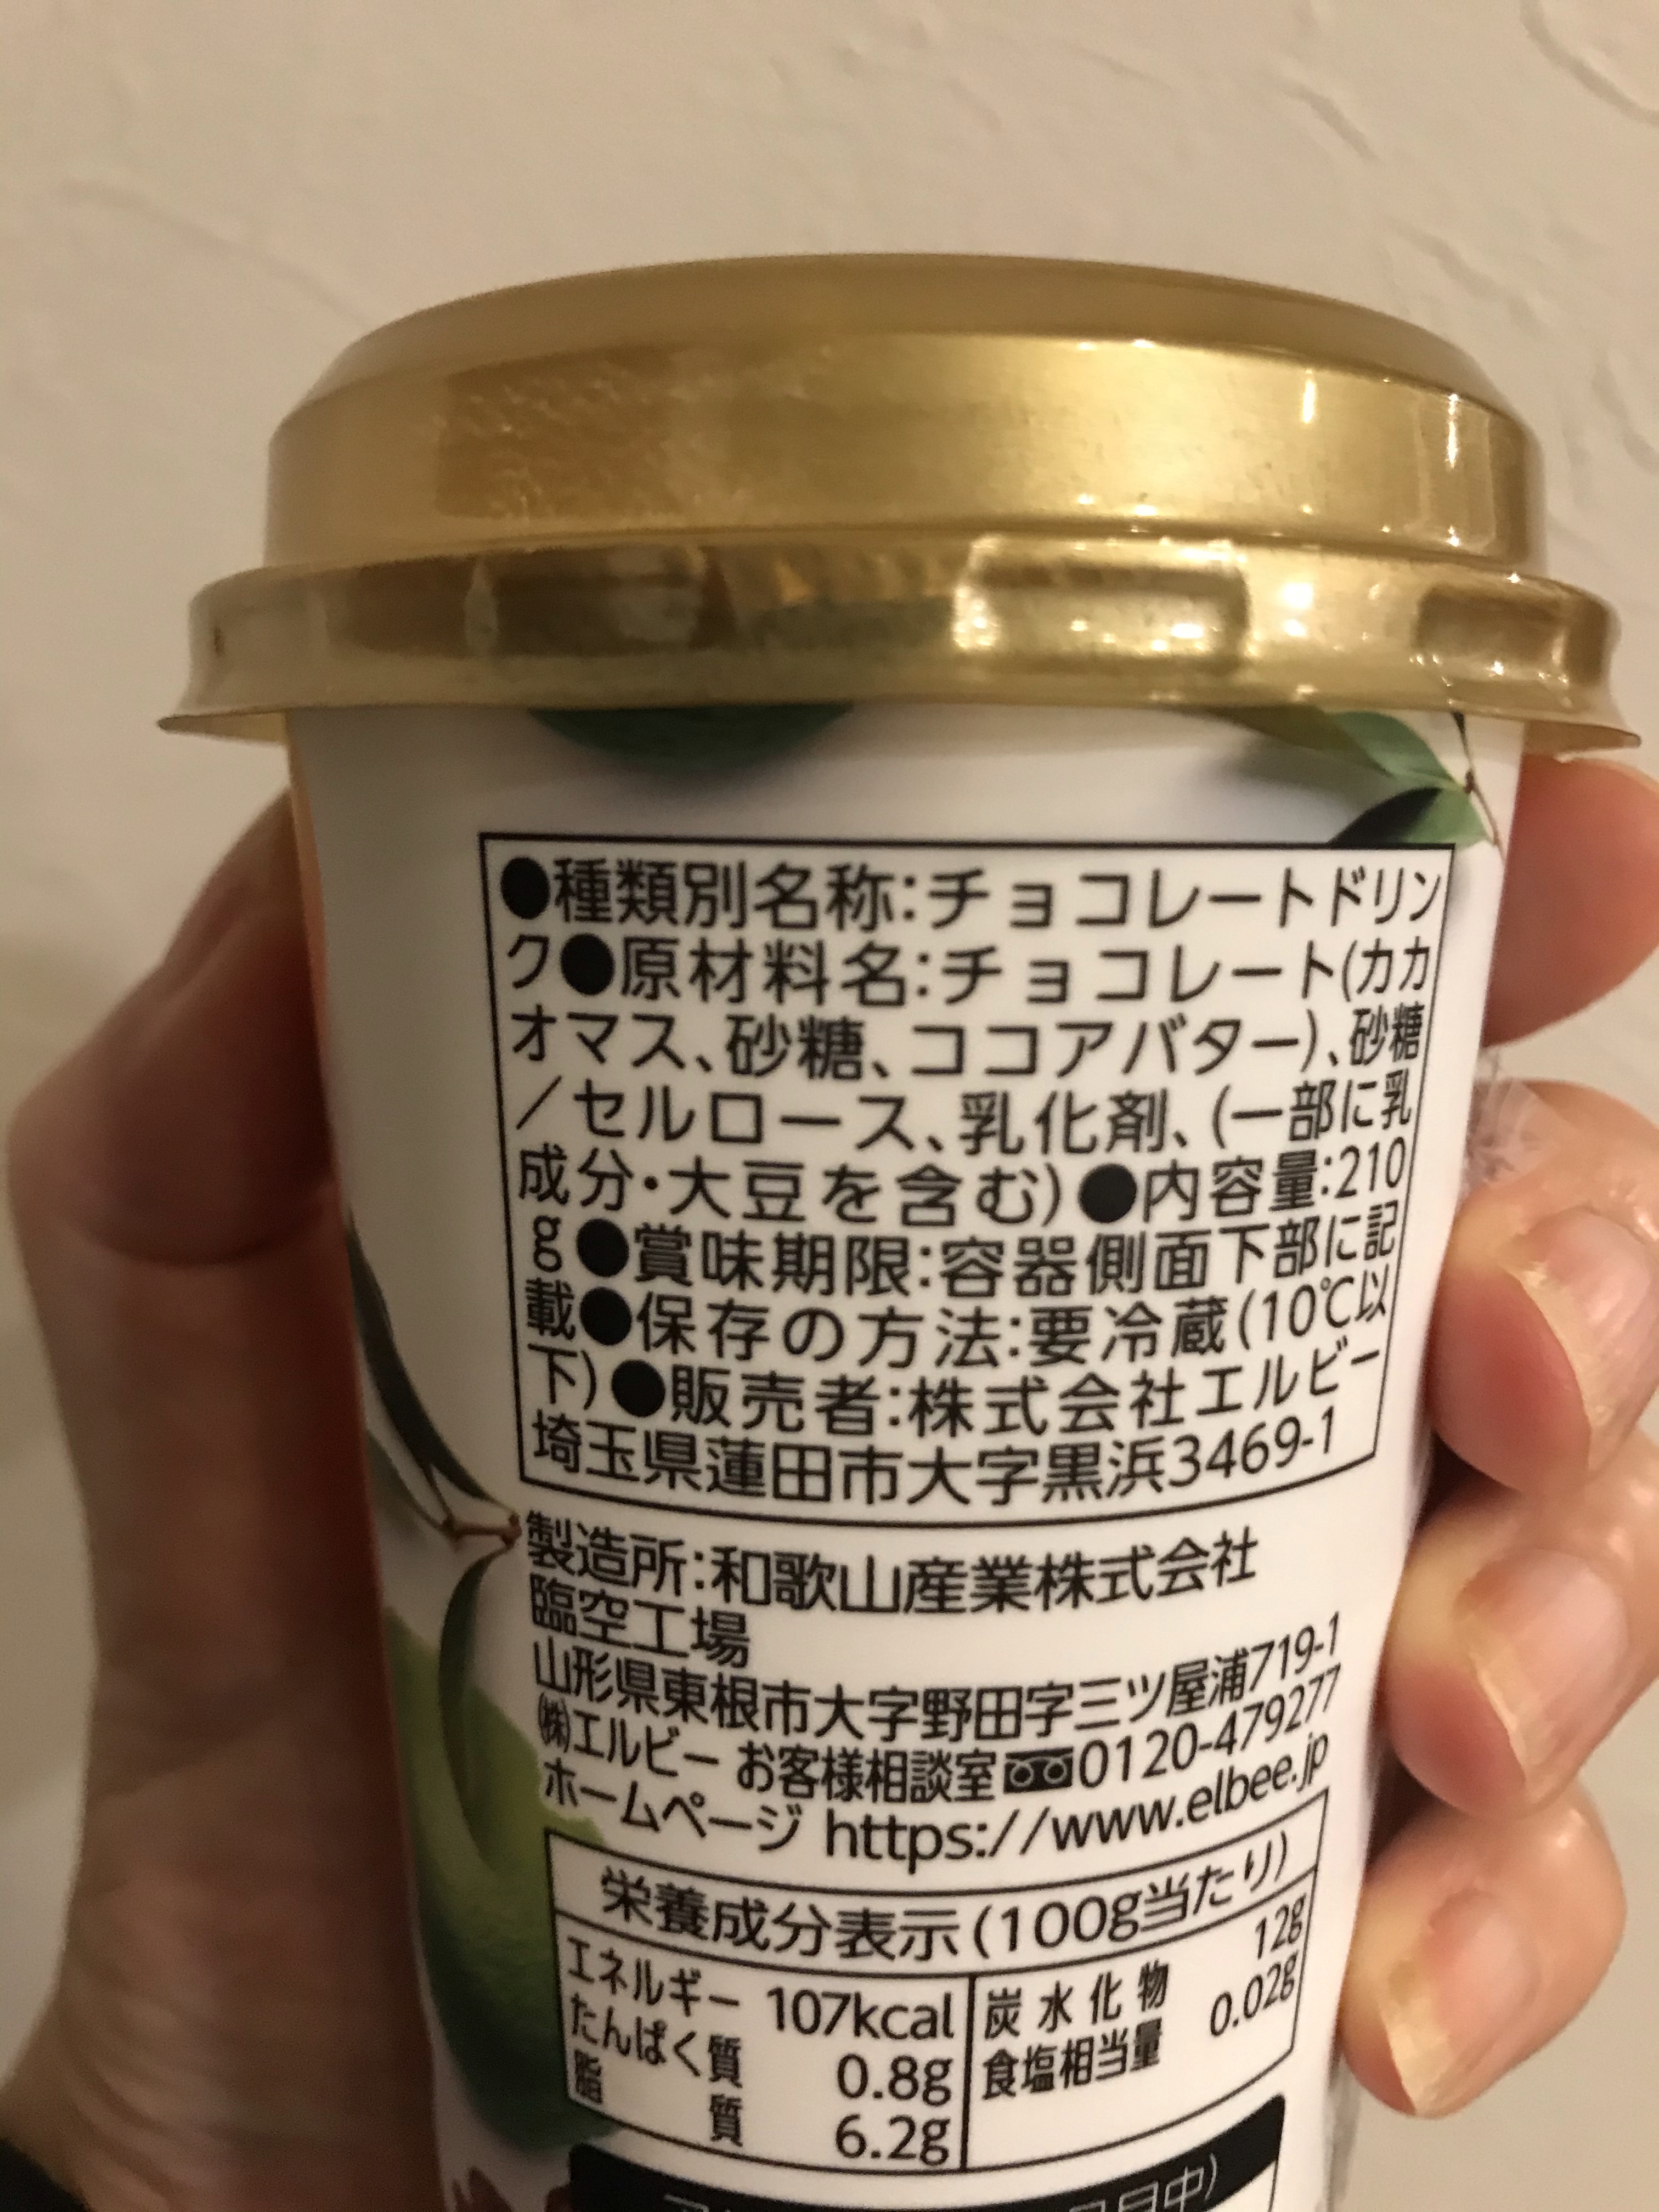 ●種類別名称:チョコレートドリン
ク●原材料名:チョコレート(カカ
オマス、砂糖、ココアバター)、砂糖
/セルロース、乳化剤、(一部に乳
成分・大豆を含む)●内容量:210
g●賞味期限:容器側面下部に記
載●保存の方法:要冷蔵(10℃以
下)●販売者:株式会社エルビー
埼玉県蓮田市大字黒浜3469-1
製造所:和歌山産業株式会社
臨空工場
山形県東根市大字野田字三ツ屋浦719-1
㈱エルビー お客様相談室 0120-479277
ホームページ https://www.elbee.jp
栄養成分表示(100g当たり)
エネルギー 107kcal 炭水化物 12g
たんぱく質 0.8g 食塩相当量 0.02g
脂質 6.2g
品目中)